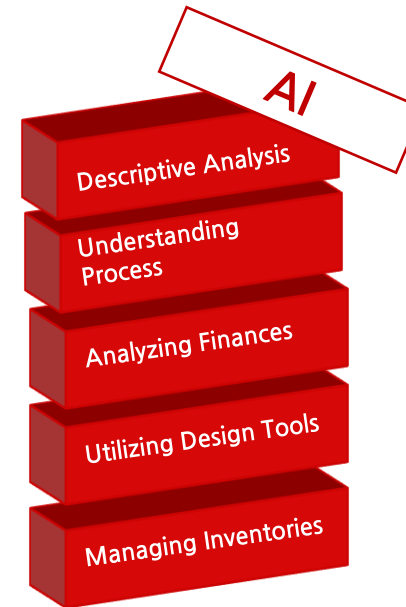 AI
Descriptive Analysis
Understanding
Process
Analyzing Finances
Utilizing Design Tools
Managing Inventories